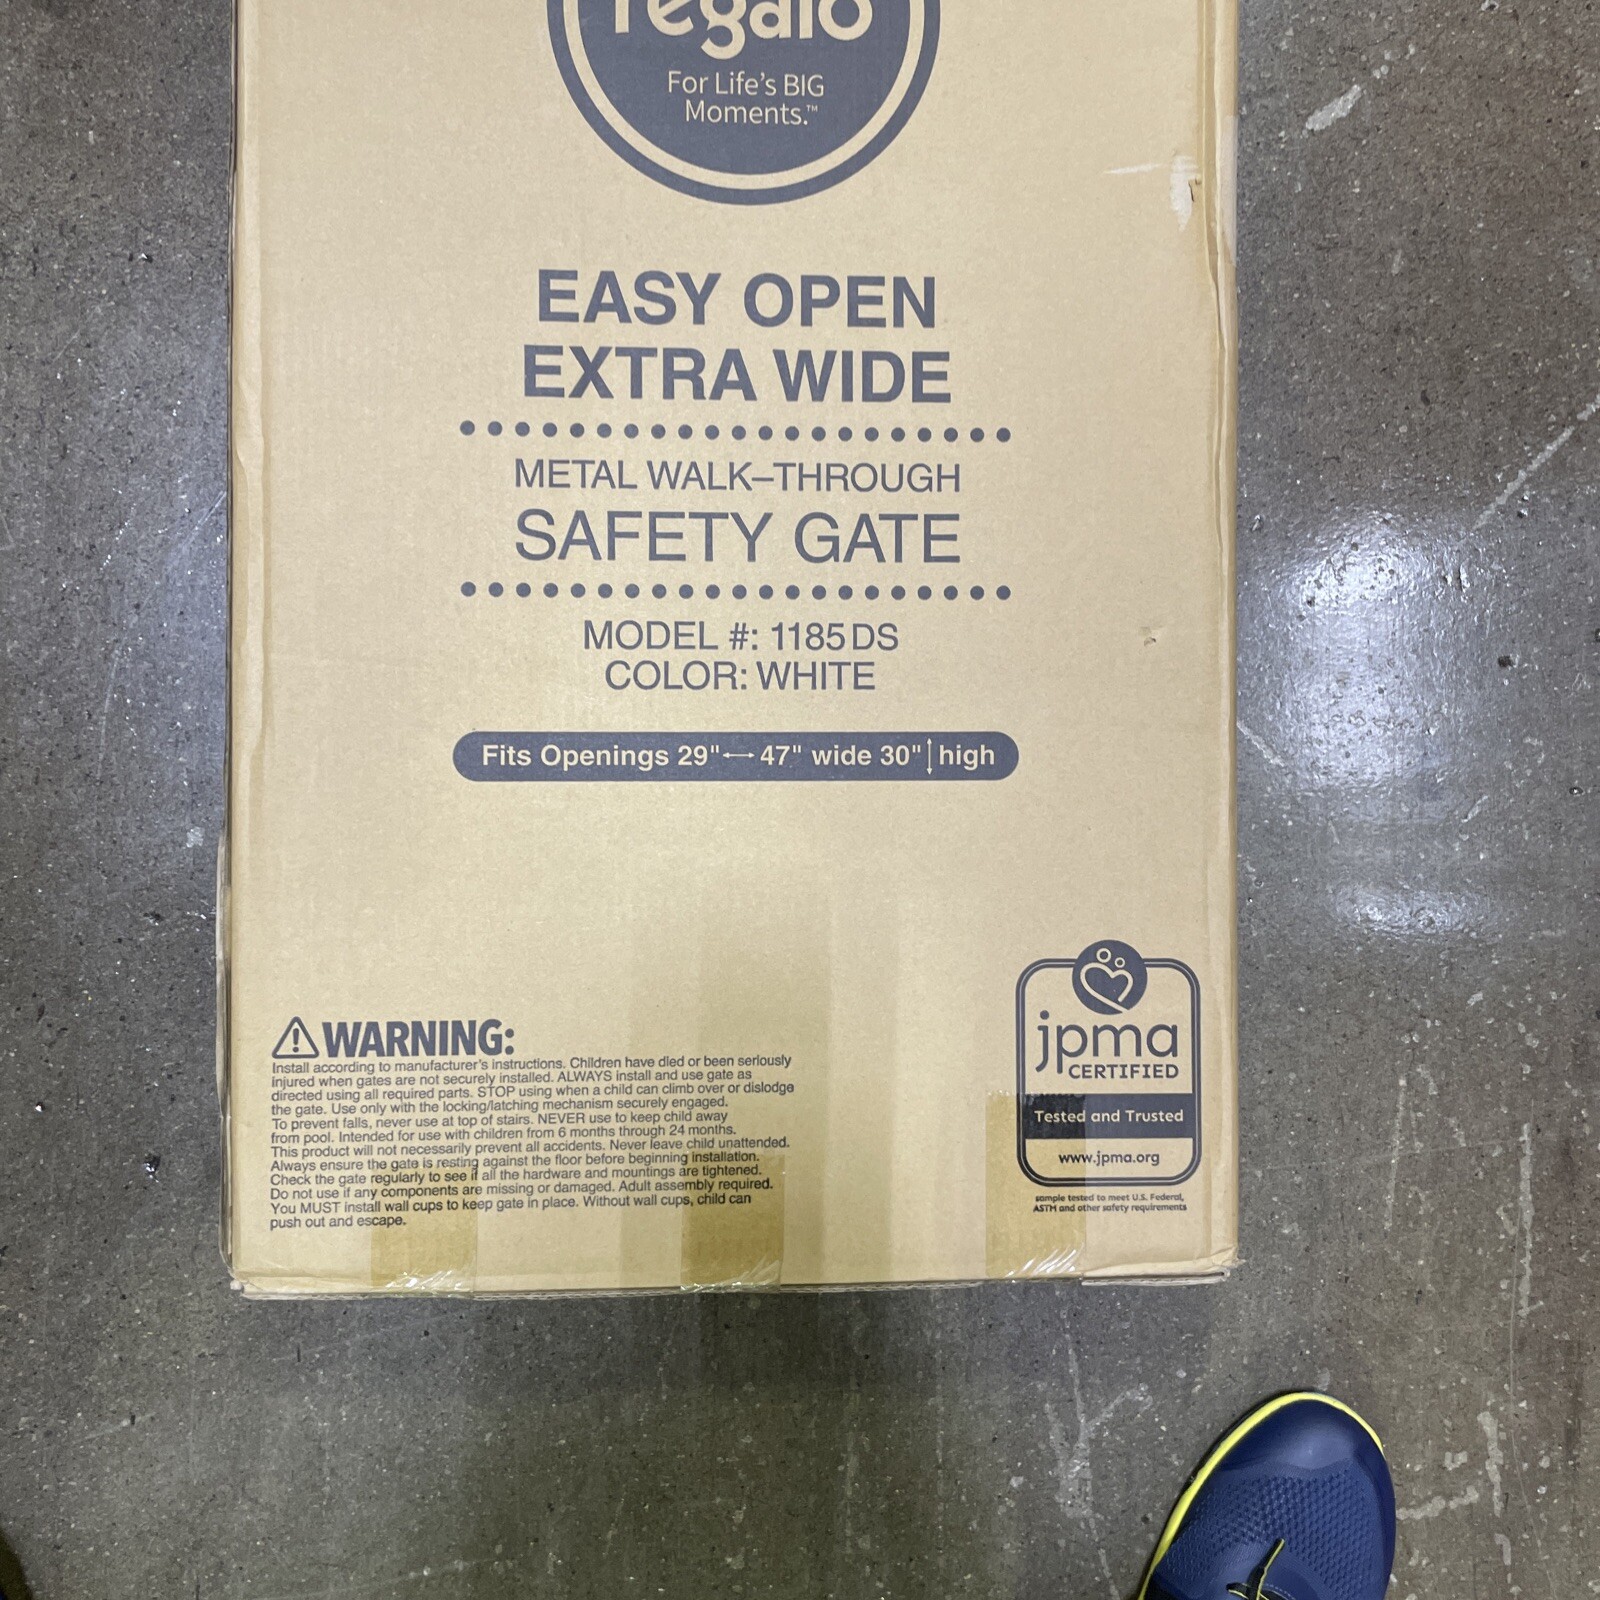 regalo
For Life's BIG
Moments.™
EASY OPEN
EXTRA WIDE
METAL WALK–THROUGH
SAFETY GATE
MODEL #: 1185 DS
COLOR: WHITE
Fits Openings 29"↔47" wide 30"↕high
⚠WARNING:
Install according to manufacturer's instructions. Children have died or been seriously
injured when gates are not securely installed. ALWAYS install and use gate as
directed using all required parts. STOP using when a child can climb over or dislodge
the gate. Use only with the locking/latching mechanism securely engaged.
To prevent falls, never use at top of stairs. NEVER use to keep child away
from pool. Intended for use with children from 6 months through 24 months.
This product will not necessarily prevent all accidents. Never leave child unattended.
Always ensure the gate is resting against the floor before beginning installation.
Check the gate regularly to see if all the hardware and mountings are tightened.
Do not use if any components are missing or damaged. Adult assembly required.
You MUST install wall cups to keep gate in place. Without wall cups, child can
push out and escape.
jpma
CERTIFIED
Tested and Trusted
www.jpma.org
sample tested to meet U.S. Federal,
ASTM and other safety requirements